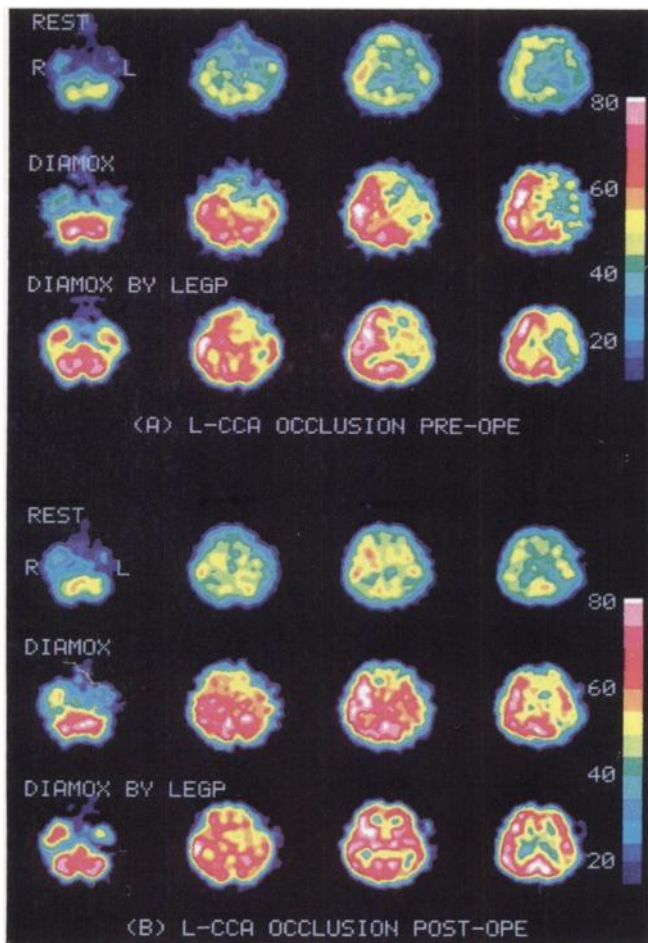 REST
R L
80
DIAMOX
60
40
DIAMOX BY LEGP
20
(A) L-CCA OCCLUSION PRE-OPE
REST
R L
80
DIAMOX
60
40
DIAMOX BY LEGP
20
(B) L-CCA OCCLUSION POST-OPE